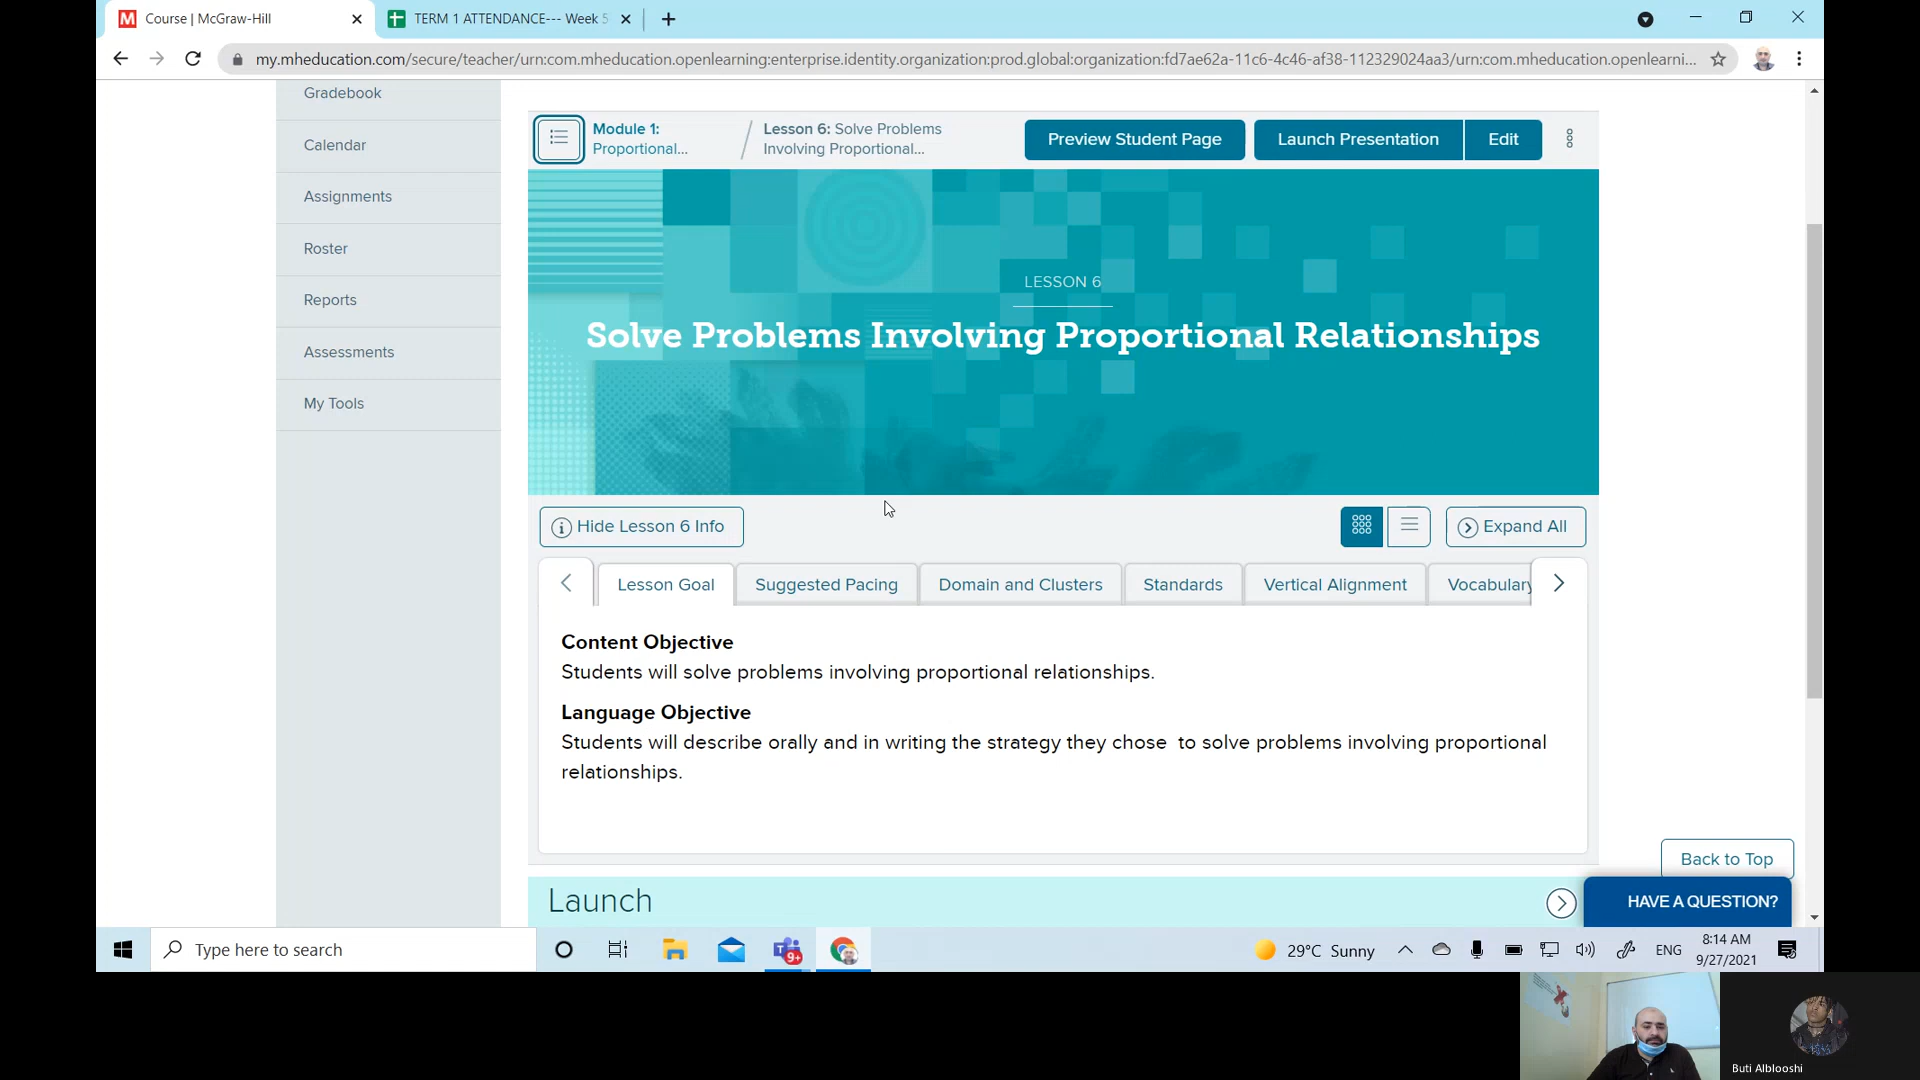 Course | McGraw-Hill
TERM 1 ATTENDANCE--- Week 5
my.mheducation.com/secure/teacher/urn:com.mheducation.openlearning:enterprise.identity.organization:prod.global:organization:fd7ae62a-11c6-4c46-af38-112329024aa3/urn:com.mheducation.openlearni...
Gradebook
Calendar
Assignments
Roster
Reports
Assessments
My Tools
Module 1:
Proportional...
Lesson 6: Solve Problems
Involving Proportional...
Preview Student Page
Launch Presentation
Edit
LESSON 6
Solve Problems Involving Proportional Relationships
Hide Lesson 6 Info
Expand All
Lesson Goal
Suggested Pacing
Domain and Clusters
Standards
Vertical Alignment
Vocabulary
Content Objective
Students will solve problems involving proportional relationships.
Language Objective
Students will describe orally and in writing the strategy they chose  to solve problems involving proportional
relationships.
Back to Top
Launch
HAVE A QUESTION?
Type here to search
9+
29°C Sunny
ENG
8:14 AM
9/27/2021
Buti Alblooshi